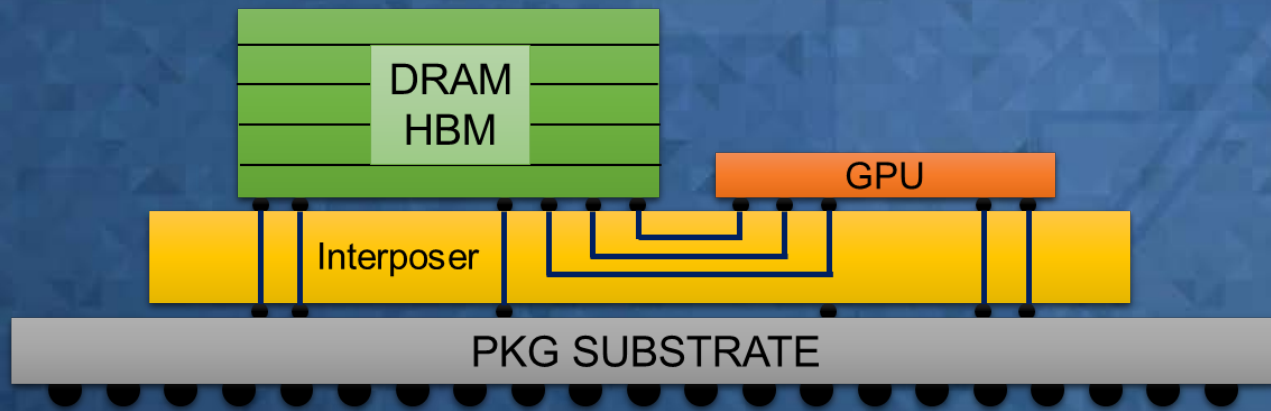 DRAM
HBM
GPU
Interposer
PKG SUBSTRATE